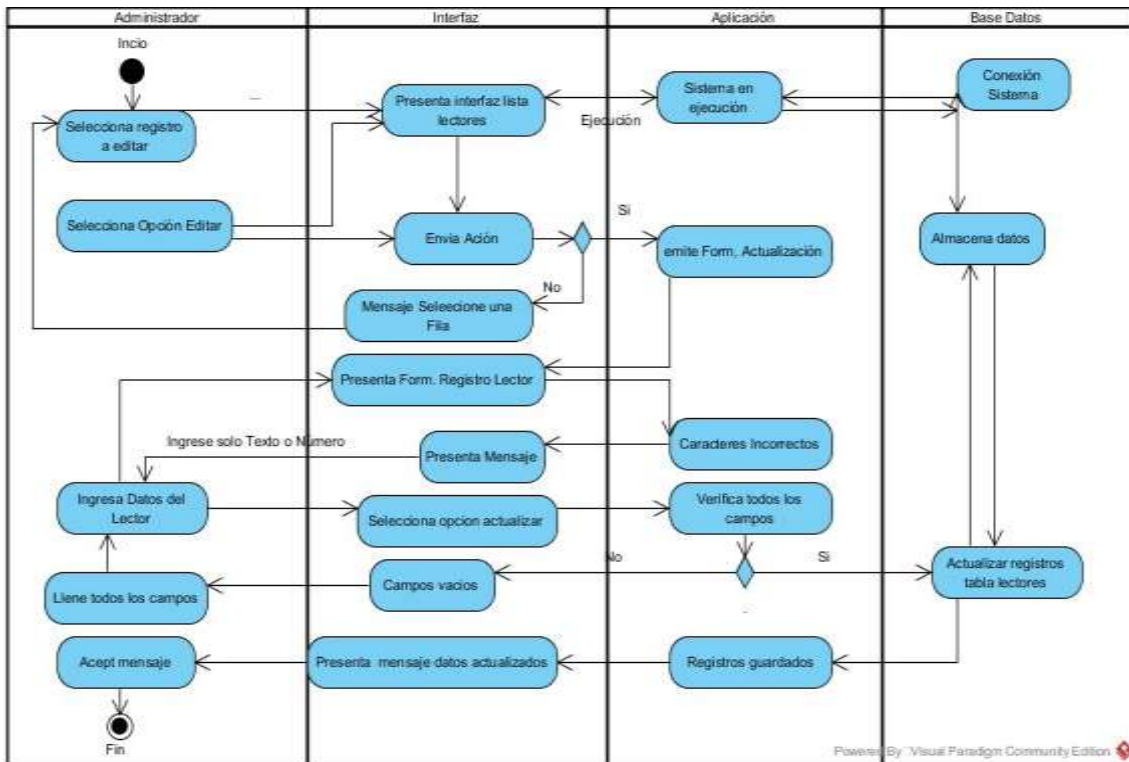 Administrador
Interfaz
Aplicación
Base Datos
Incio
Selecciona registro
a editar
Presenta interfaz lista
lectores
Ejecución
Sistema en
ejecución
Conexión
Sistema
Selecciona Opción Editar
Envia Ación
Si
emite Form, Actualización
Almacena datos
No
Mensaje Seleecione una
Fila
Presenta Form. Registro Lector
Ingrese solo Texto o Número
Presenta Mensaje
Caracteres Incorrectos
Ingresa Datos del
Lector
Selecciona opcion actualizar
Verifica todos los
campos
No
Si
Llene todos los campos
Campos vacios
Actualizar registros
tabla lectores
Acept mensaje
Presenta mensaje datos actualizados
Registros guardados
Fin
Powered By Visual Paradigm Community Edition